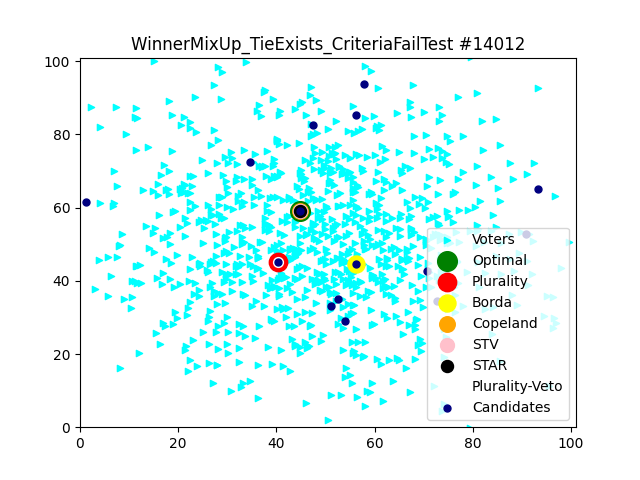 WinnerMixUp_TieExists_CriteriaFailTest #14012
100
80
60
40
20
0
0 20 40 60 80 100
Voters
Optimal
Plurality
Borda
Copeland
STV
STAR
Plurality-Veto
Candidates